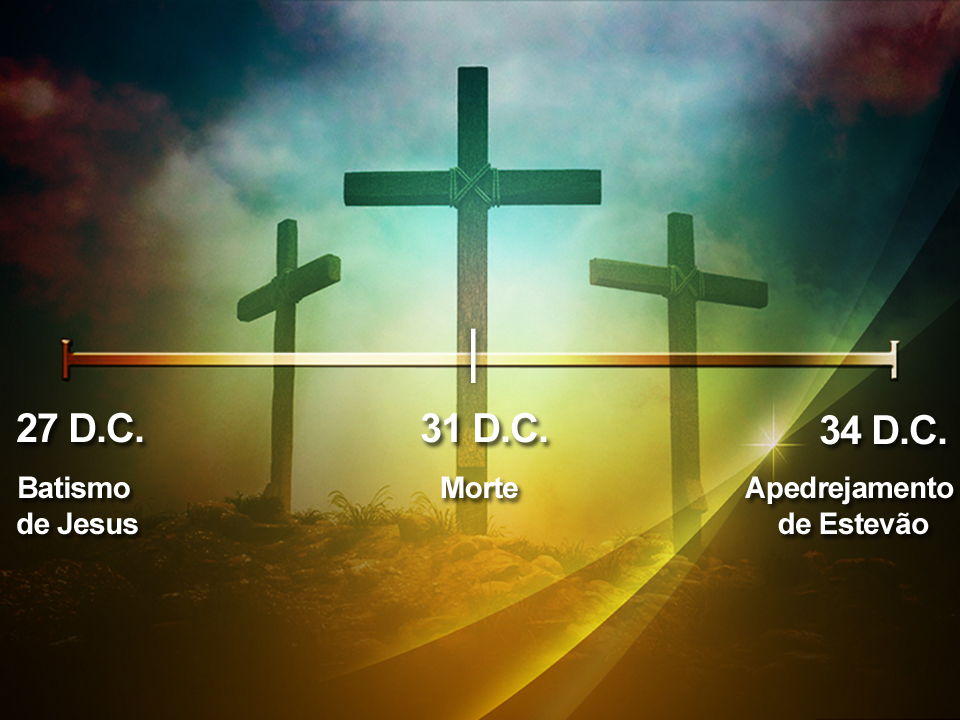 27 D.C.
Batismo
de Jesus
31 D.C.
Morte
34 D.C.
Apedrejamento
de Estevão